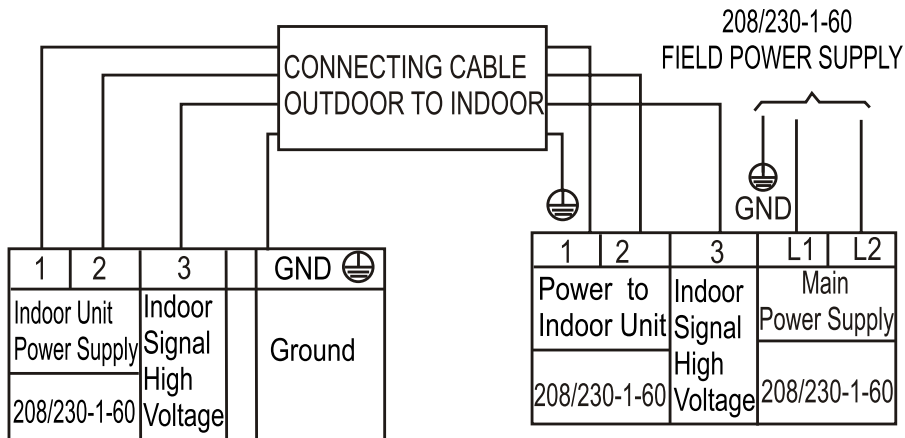 208/230-1-60
FIELD POWER SUPPLY
CONNECTING CABLE
OUTDOOR TO INDOOR
GND
1 2 3 GND
Indoor Unit
Power Supply
208/230-1-60
Indoor
Signal
High
Voltage
Ground
1 2 3 L1 L2
Power to
Indoor Unit
208/230-1-60
Indoor
Signal
High
Voltage
Main
Power Supply
208/230-1-60